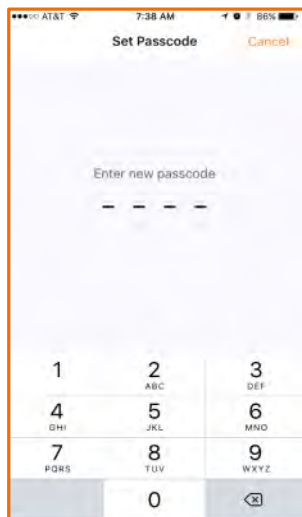 AT&T 7:38 AM 86%
Set Passcode Cancel
Enter new passcode
1 2 3
ABC DEF
4 5 6
GHI JKL MNO
7 8 9
PQRS TUV WXYZ
0